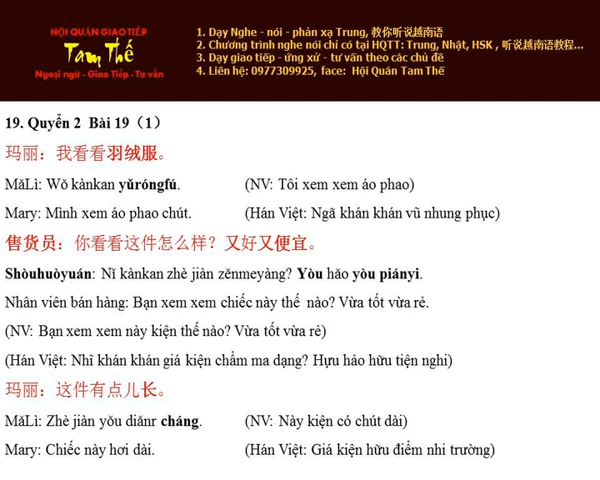 HỘI QUÁN GIAO TIẾP
Tam Thế
Ngoại ngữ - Giao Tiếp - Tư vấn
1. Dạy Nghe - nói - phản xạ Trung, 教你听说越南语
2. Chương trình nghe nói chỉ có tại HQTT: Trung, Nhật, HSK , 听说越南语教程...
3. Dạy giao tiếp - ứng xử - tư vấn theo các chủ đề
4. Liên hệ: 0977309925, face: Hội Quán Tam Thế
19. Quyển 2 Bài 19（1）
玛丽：我看看羽绒服。
MǎLì: Wǒ kànkan yǔróngfú. (NV: Tôi xem xem áo phao)
Mary: Mình xem áo phao chút. (Hán Việt: Ngã khán khán vũ nhung phục)
售货员：你看看这件怎么样？又好又便宜。
Shòuhuòyuán: Nǐ kànkan zhè jiàn zěnmeyàng? Yòu hǎo yòu piányi.
Nhân viên bán hàng: Bạn xem xem chiếc này thế nào? Vừa tốt vừa rẻ.
(NV: Bạn xem xem này kiện thế nào? Vừa tốt vừa rẻ)
(Hán Việt: Nhĩ khán khán giá kiện chẩm ma dạng? Hựu hảo hữu tiện nghi)
玛丽：这件有点儿长。
MǎLì: Zhè jiàn yǒu diǎnr cháng. (NV: Này kiện có chút dài)
Mary: Chiếc này hơi dài. (Hán Việt: Giá kiện hữu điểm nhi trường)